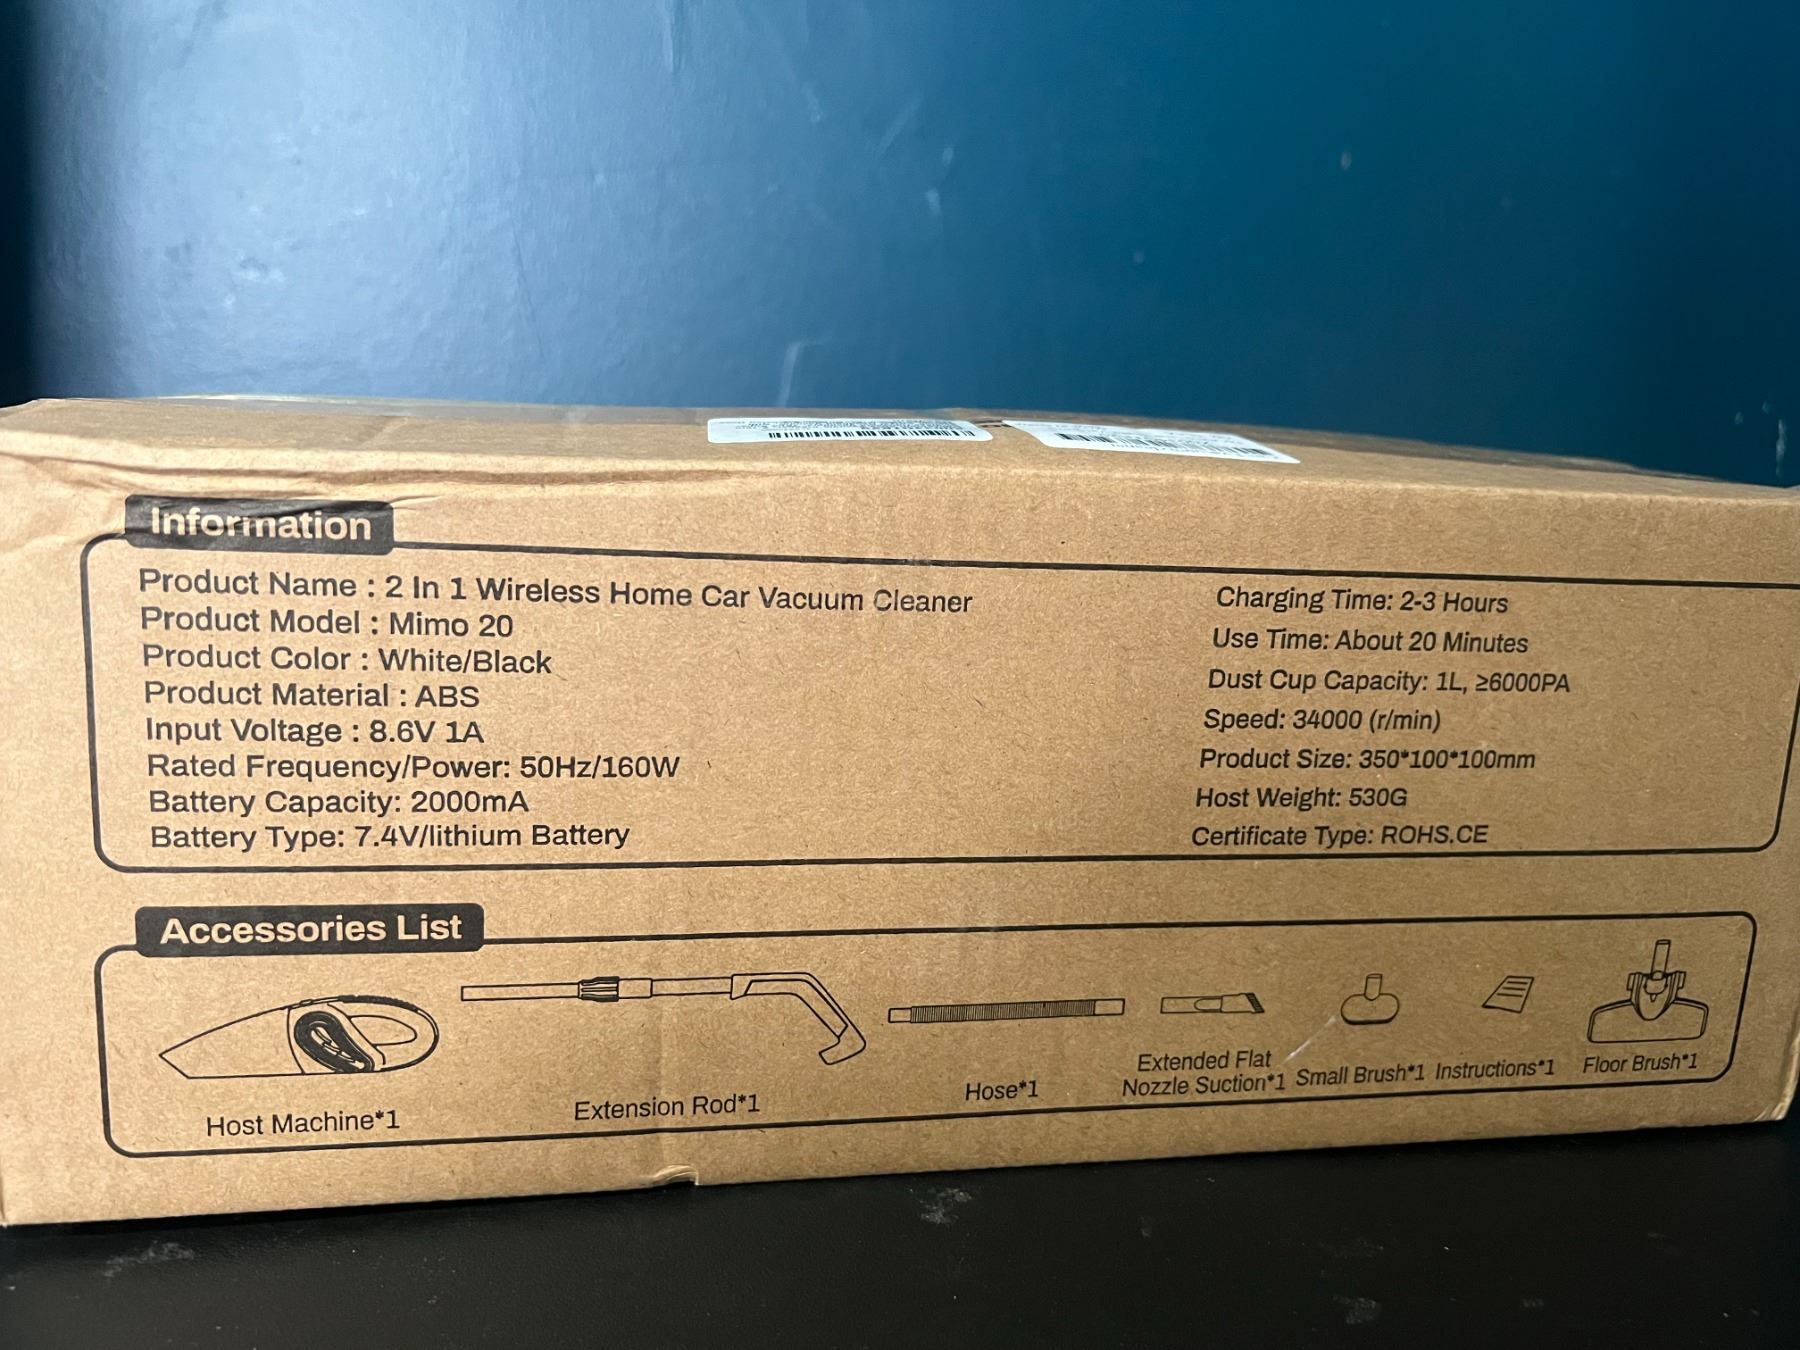 Information
Product Name : 2 In 1 Wireless Home Car Vacuum Cleaner
Product Model : Mimo 20
Product Color : White/Black
Product Material : ABS
Input Voltage : 8.6V 1A
Rated Frequency/Power: 50Hz/160W
Battery Capacity: 2000mA
Battery Type: 7.4V/lithium Battery
Charging Time: 2-3 Hours
Use Time: About 20 Minutes
Dust Cup Capacity: 1L, ≥6000PA
Speed: 34000 (r/min)
Product Size: 350*100*100mm
Host Weight: 530G
Certificate Type: ROHS.CE
Accessories List
Host Machine*1
Extension Rod*1
Hose*1
Extended Flat
Nozzle Suction*1
Small Brush*1
Instructions*1
Floor Brush*1